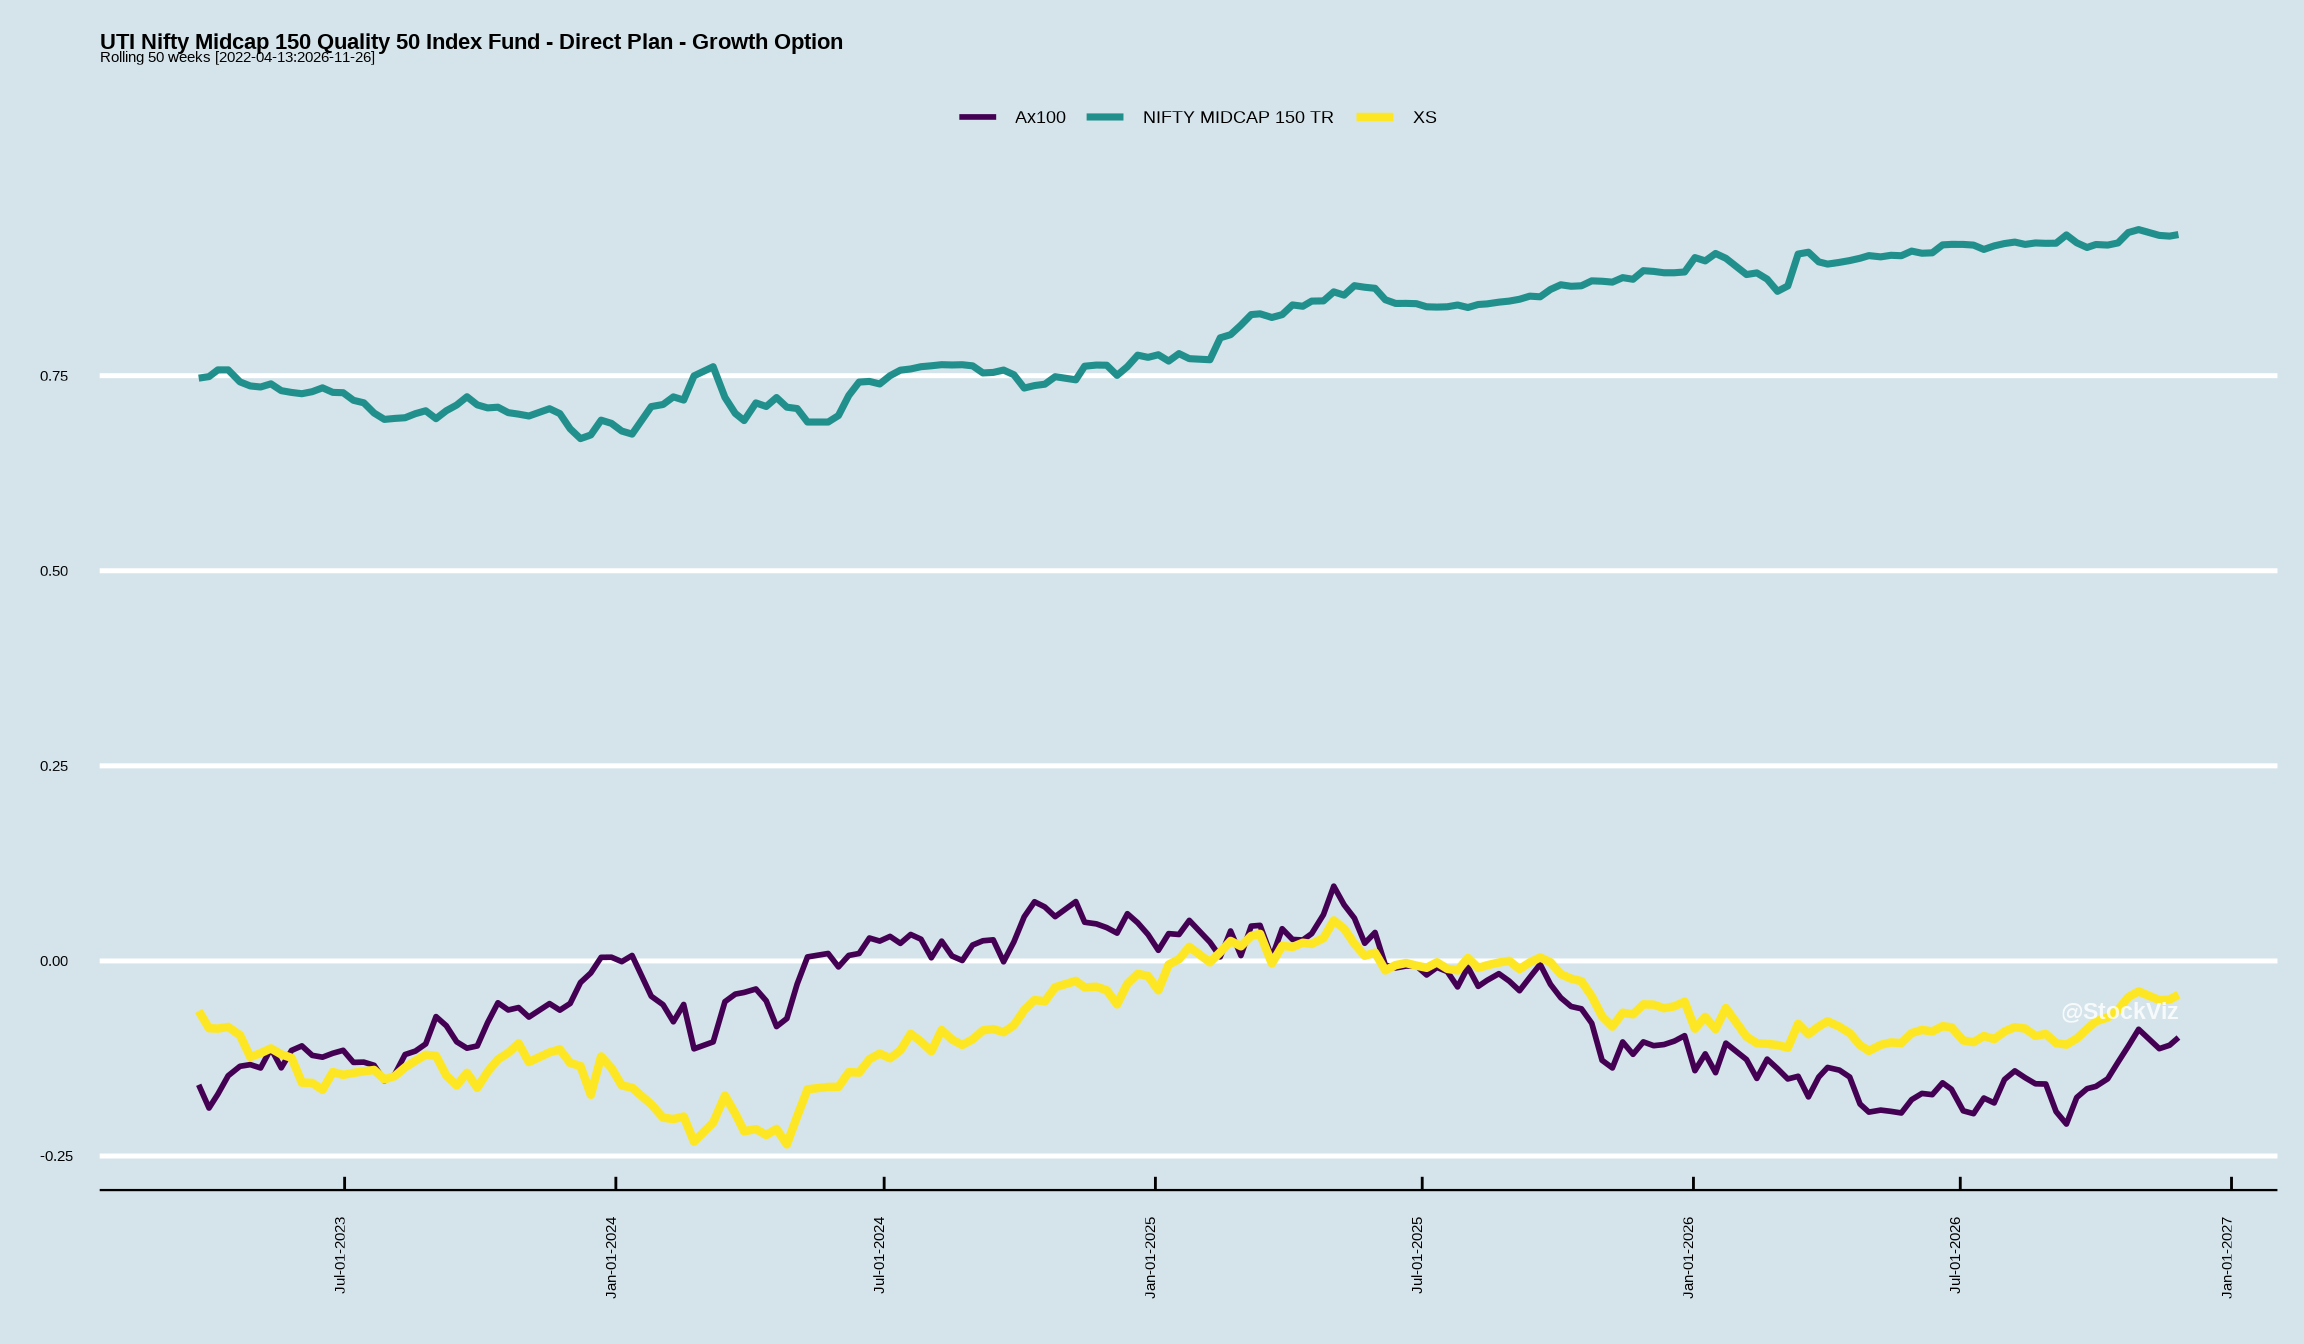 UTI Nifty Midcap 150 Quality 50 Index Fund - Direct Plan - Growth Option
Rolling 50 weeks [2022-04-13:2026-11-26]
Ax100 NIFTY MIDCAP 150 TR XS
0.75
0.50
0.25
0.00
@StockViz
-0.25
Jul-01-2023 Jan-01-2024 Jul-01-2024 Jan-01-2025 Jul-01-2025 Jan-01-2026 Jul-01-2026 Jan-01-2027